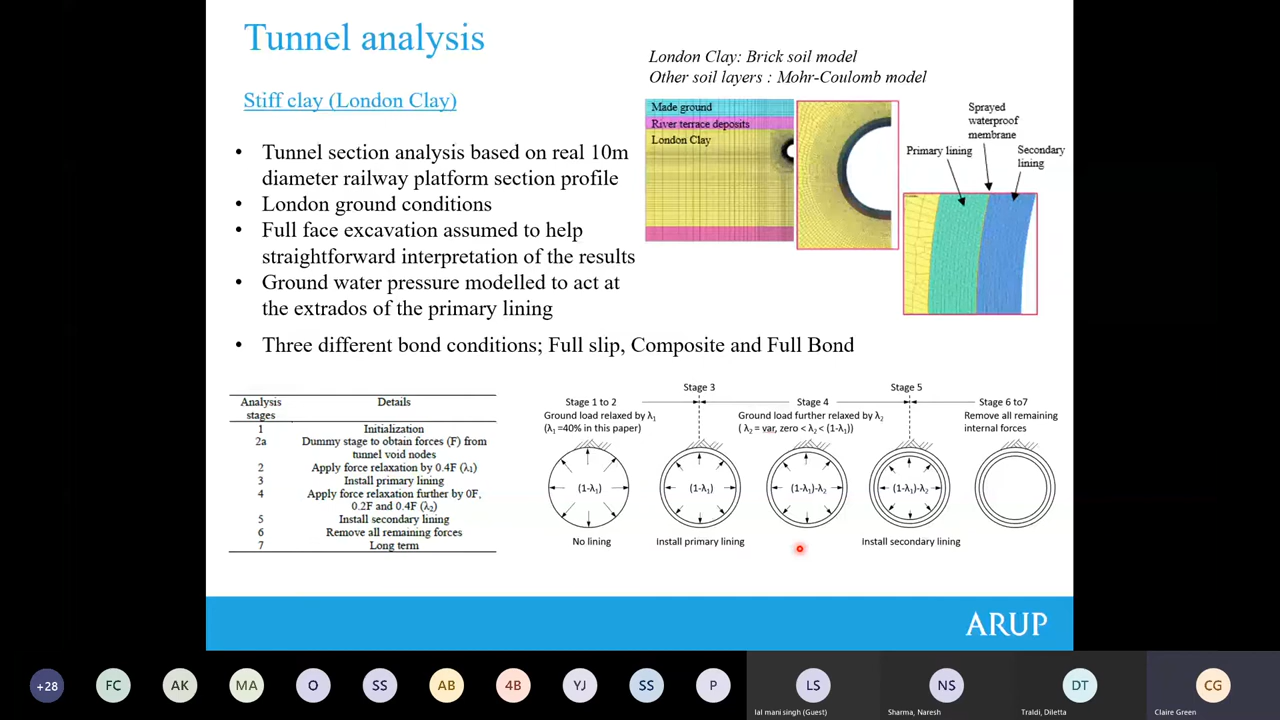 Tunnel analysis
Stiff clay (London Clay)
• Tunnel section analysis based on real 10m
diameter railway platform section profile
• London ground conditions
• Full face excavation assumed to help
straightforward interpretation of the results
• Ground water pressure modelled to act at
the extrados of the primary lining
• Three different bond conditions; Full slip, Composite and Full Bond
London Clay: Brick soil model
Other soil layers : Mohr-Coulomb model
Made ground
River terrace deposits
London Clay
Sprayed
waterproof
membrane
Primary lining
Secondary
lining
Analysis stages Details
1 Initialization
2a Dummy stage to obtain forces (F) from
tunnel void nodes
2 Apply force relaxation by 0.4F (λ₁)
3 Install primary lining
4 Apply force relaxation further by 0F,
0.2F and 0.4F (λ₂)
5 Install secondary lining
6 Remove all remaining forces
7 Long term
Stage 3
Stage 5
Stage 1 to 2
Stage 4
Stage 6 to7
Ground load relaxed by λ₁
(λ₁ =40% in this paper)
Ground load further relaxed by λ₂
( λ₂ = var, zero < λ₂ < (1-λ₁))
Remove all remaining
internal forces
(1-λ₁)
(1-λ₁)
(1-λ₁)-λ₂
(1-λ₁)-λ₂
No lining
Install primary lining
Install secondary lining
ARUP
+28
FC
AK
MA
O
SS
AB
4B
YJ
SS
P
LS
NS
DT
CG
lal mani singh (Guest)
Sharma, Naresh
Traldi, Diletta
Claire Green